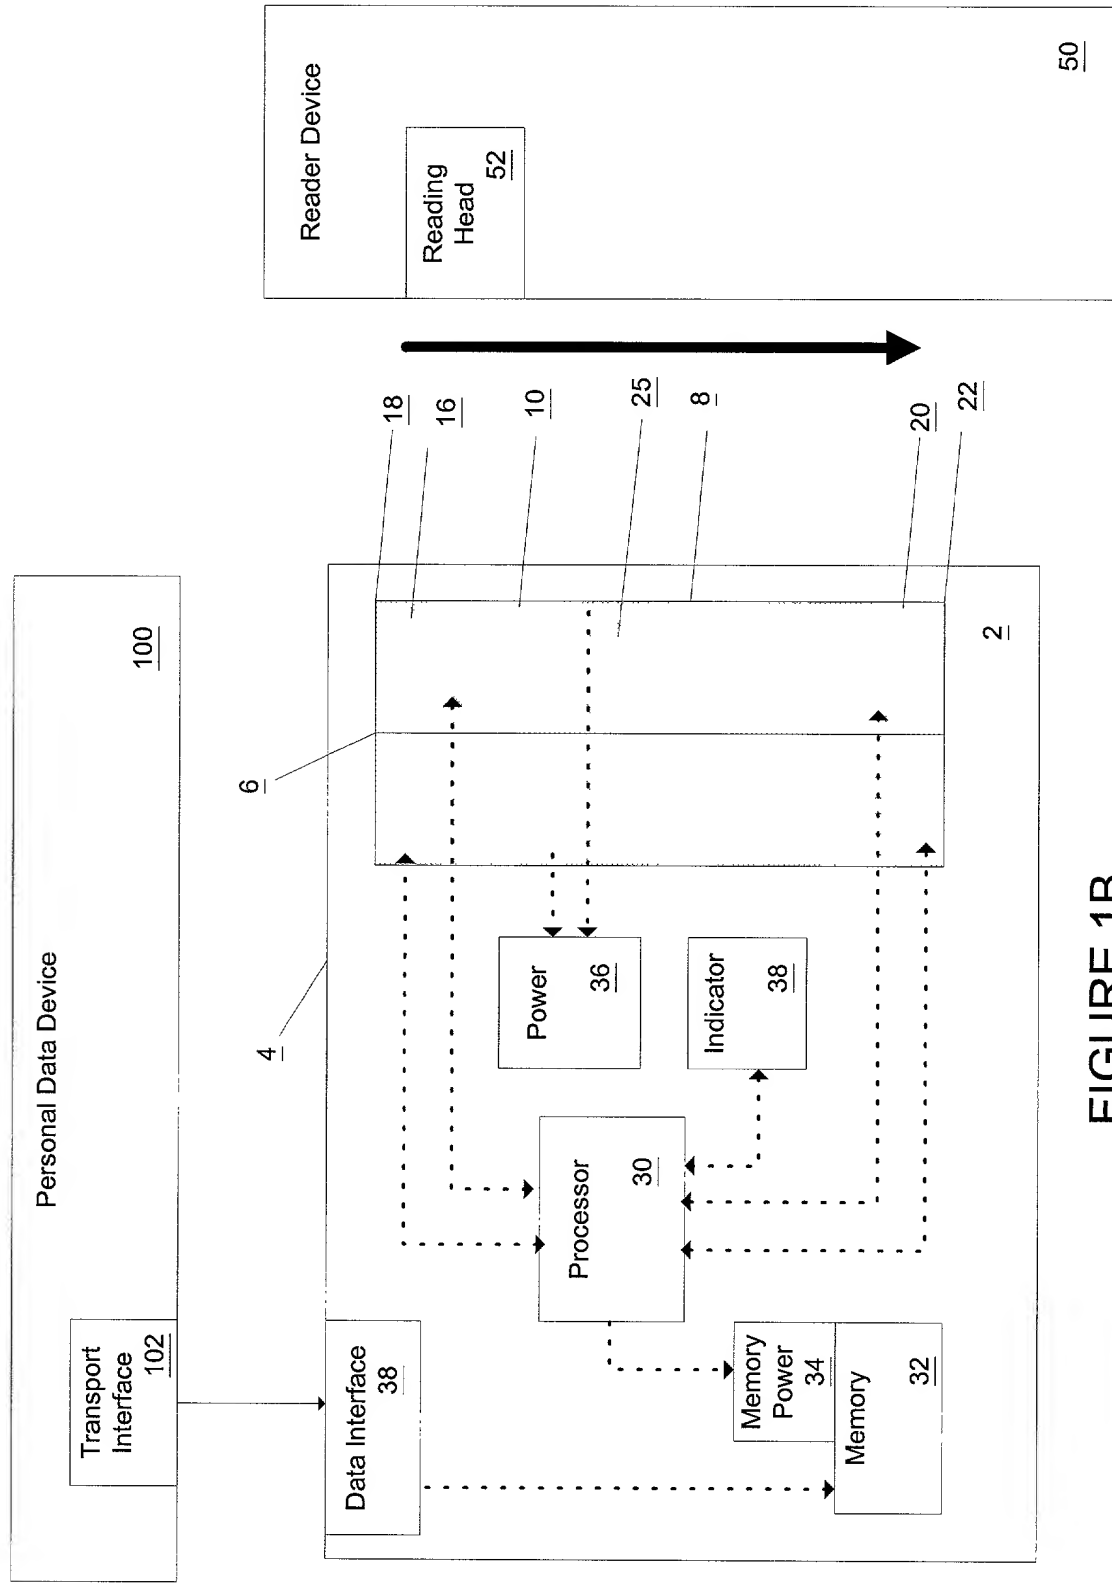 Personal Data Device
100
Transport
Interface
102
4
6
Data Interface
38
Processor
30
Power
36
Indicator
38
Memory
Power
34
Memory
32
2
18
16
10
25
8
20
22
Reader Device
Reading
Head
52
50
FIGURE 1B